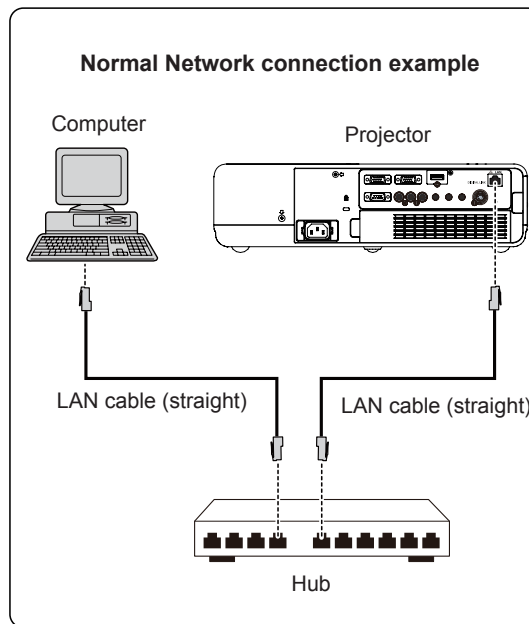 Normal Network connection example
Computer
Projector
LAN cable (straight)
LAN cable (straight)
Hub